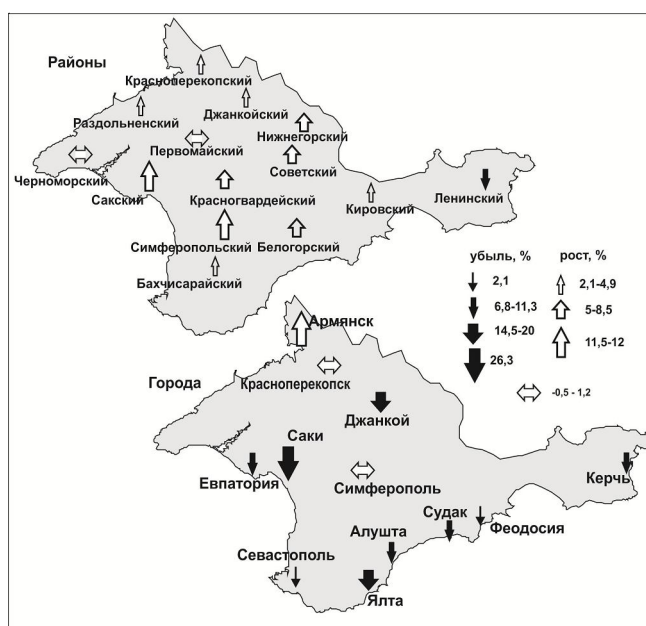 Районы
Красноперекопский
Джанкойский
Раздольненский
Нижнегорский
Первомайский
Советский
Черноморский
Сакский
Красногвардейский
Кировский
Ленинский
Симферопольский
Белогорский
Бахчисарайский
убыль, %
рост, %
2,1
2,1-4,9
6,8-11,3
5-8,5
14,5-20
11,5-12
26,3
-0,5 - 1,2
Армянск
Города
Красноперекопск
Джанкой
Саки
Евпатория
Симферополь
Керчь
Судак
Феодосия
Алушта
Севастополь
Ялта